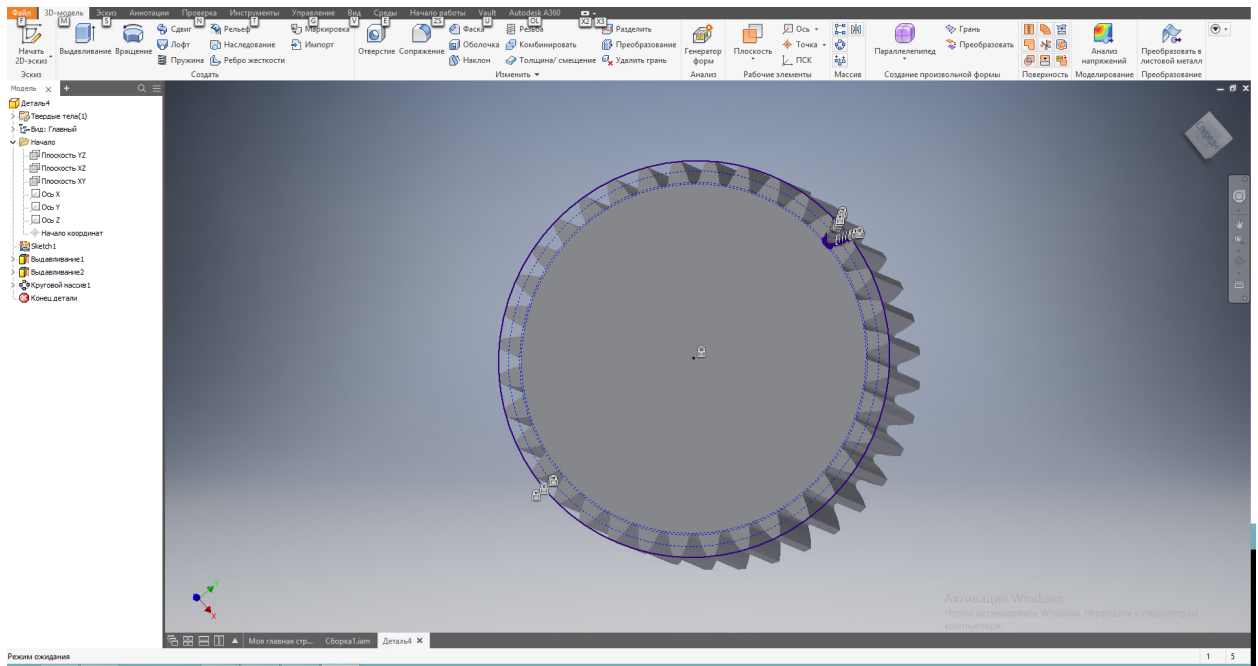 Файл 3D-модель Эскиз Аннотации Проверка Инструменты Управление Вид Среды Начало работы Vault Autodesk A360
F M S N T G V E ZS U OL X2 X3
Сдвиг Рельеф Маркировка Фаска Резьба Разделить Ось Грань
Лофт Наследование Импорт Оболочка Комбинировать Преобразование Точка Преобразовать
Пружина Ребро жесткости Наклон Толщина/ смещение Удалить грань ПСК
Начать 2D-эскиз Выдавливание Вращение Отверстие Сопряжение Генератор форм Плоскость Параллелепипед Анализ напряжений Преобразовать в листовой металл
Эскиз Создать Изменить Анализ Рабочие элементы Массив Создание произвольной формы Поверхность Моделирование Преобразование
Модель
Деталь4
Твердые тела(1)
Вид: Главный
Начало
Плоскость YZ
Плоскость XZ
Плоскость XY
Ось X
Ось Y
Ось Z
Начало координат
Sketch1
Выдавливание1
Выдавливание2
Круговой массив1
Конец детали
Спереди
Y
X
Активация Windows
Чтобы активировать Windows, перейдите к параметрам
компьютера.
Моя главная стр... Сборка1.iam Деталь4
Режим ожидания 1 5